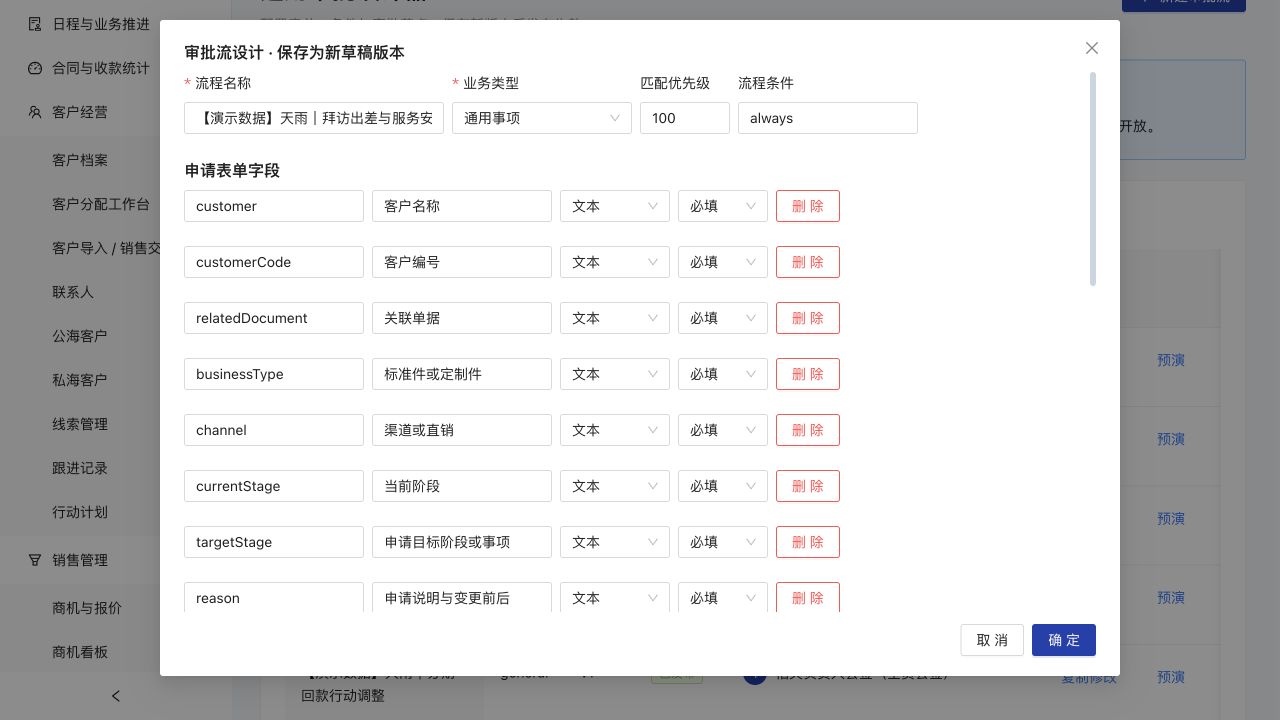 日程与业务推进
合同与收款统计
客户经营
客户档案
客户分配工作台
客户导入 / 销售交
联系人
公海客户
私海客户
线索管理
跟进记录
行动计划
销售管理
商机与报价
商机看板
审批流设计 · 保存为新草稿版本
* 流程名称
* 业务类型
匹配优先级
流程条件
【演示数据】天雨｜拜访出差与服务安
通用事项
100
always
申请表单字段
customer 客户名称 文本 必填 删 除
customerCode 客户编号 文本 必填 删 除
relatedDocument 关联单据 文本 必填 删 除
businessType 标准件或定制件 文本 必填 删 除
channel 渠道或直销 文本 必填 删 除
currentStage 当前阶段 文本 必填 删 除
targetStage 申请目标阶段或事项 文本 必填 删 除
reason 申请说明与变更前后 文本 必填 删 除
取 消
确 定
开放。
预演
预演
预演
预演
复制修改
预演
回款行动调整